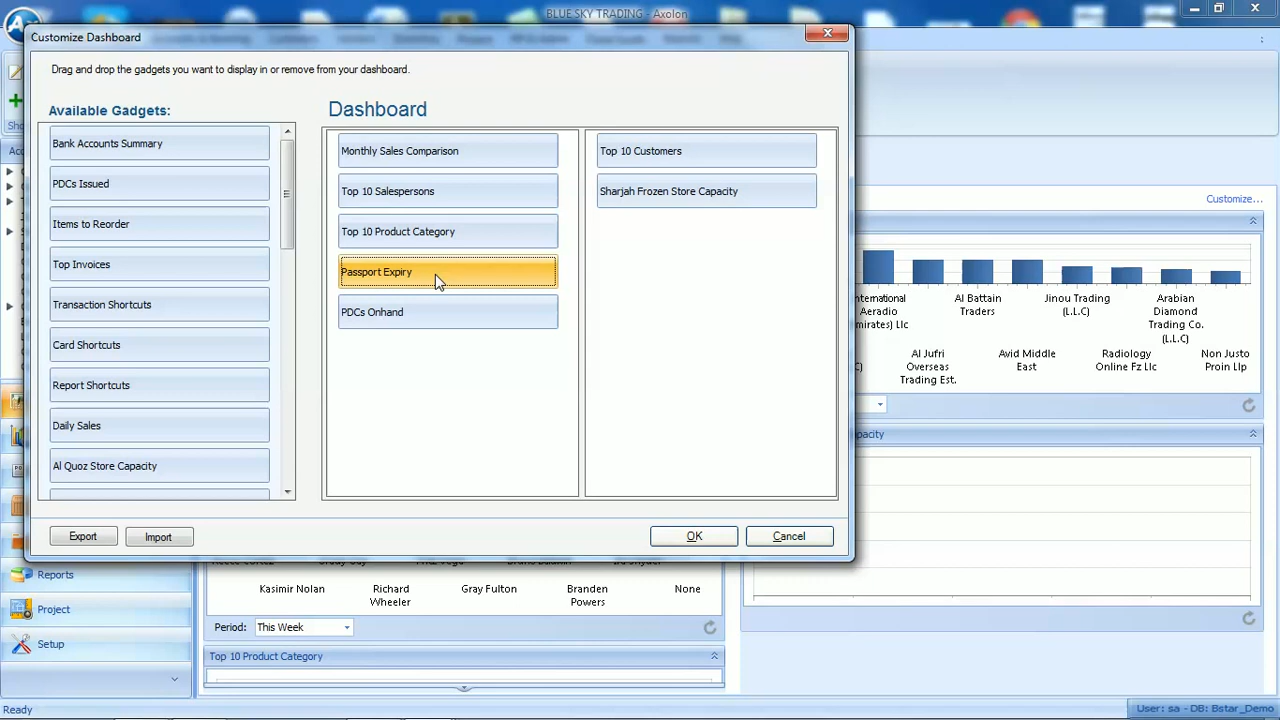 BLUE SKY TRADING - Axolon
Customize Dashboard
Drag and drop the gadgets you want to display in or remove from your dashboard.
Available Gadgets:
Bank Accounts Summary
PDCs Issued
Items to Reorder
Top Invoices
Transaction Shortcuts
Card Shortcuts
Report Shortcuts
Daily Sales
Al Quoz Store Capacity
Dashboard
Monthly Sales Comparison
Top 10 Salespersons
Top 10 Product Category
Passport Expiry
PDCs Onhand
Top 10 Customers
Sharjah Frozen Store Capacity
Export
Import
OK
Cancel
Customize...
Al Battain
Traders
Jinou Trading
(L.L.C)
Arabian
Diamond
Trading Co.
(L.L.C)
Al Jufri
Overseas
Trading Est.
Avid Middle
East
Radiology
Online Fz Llc
Non Justo
Proin Llp
Kasimir Nolan
Richard
Wheeler
Gray Fulton
Branden
Powers
None
Period:
This Week
Top 10 Product Category
Reports
Project
Setup
Ready
User: sa - DB: Bstar_Demo